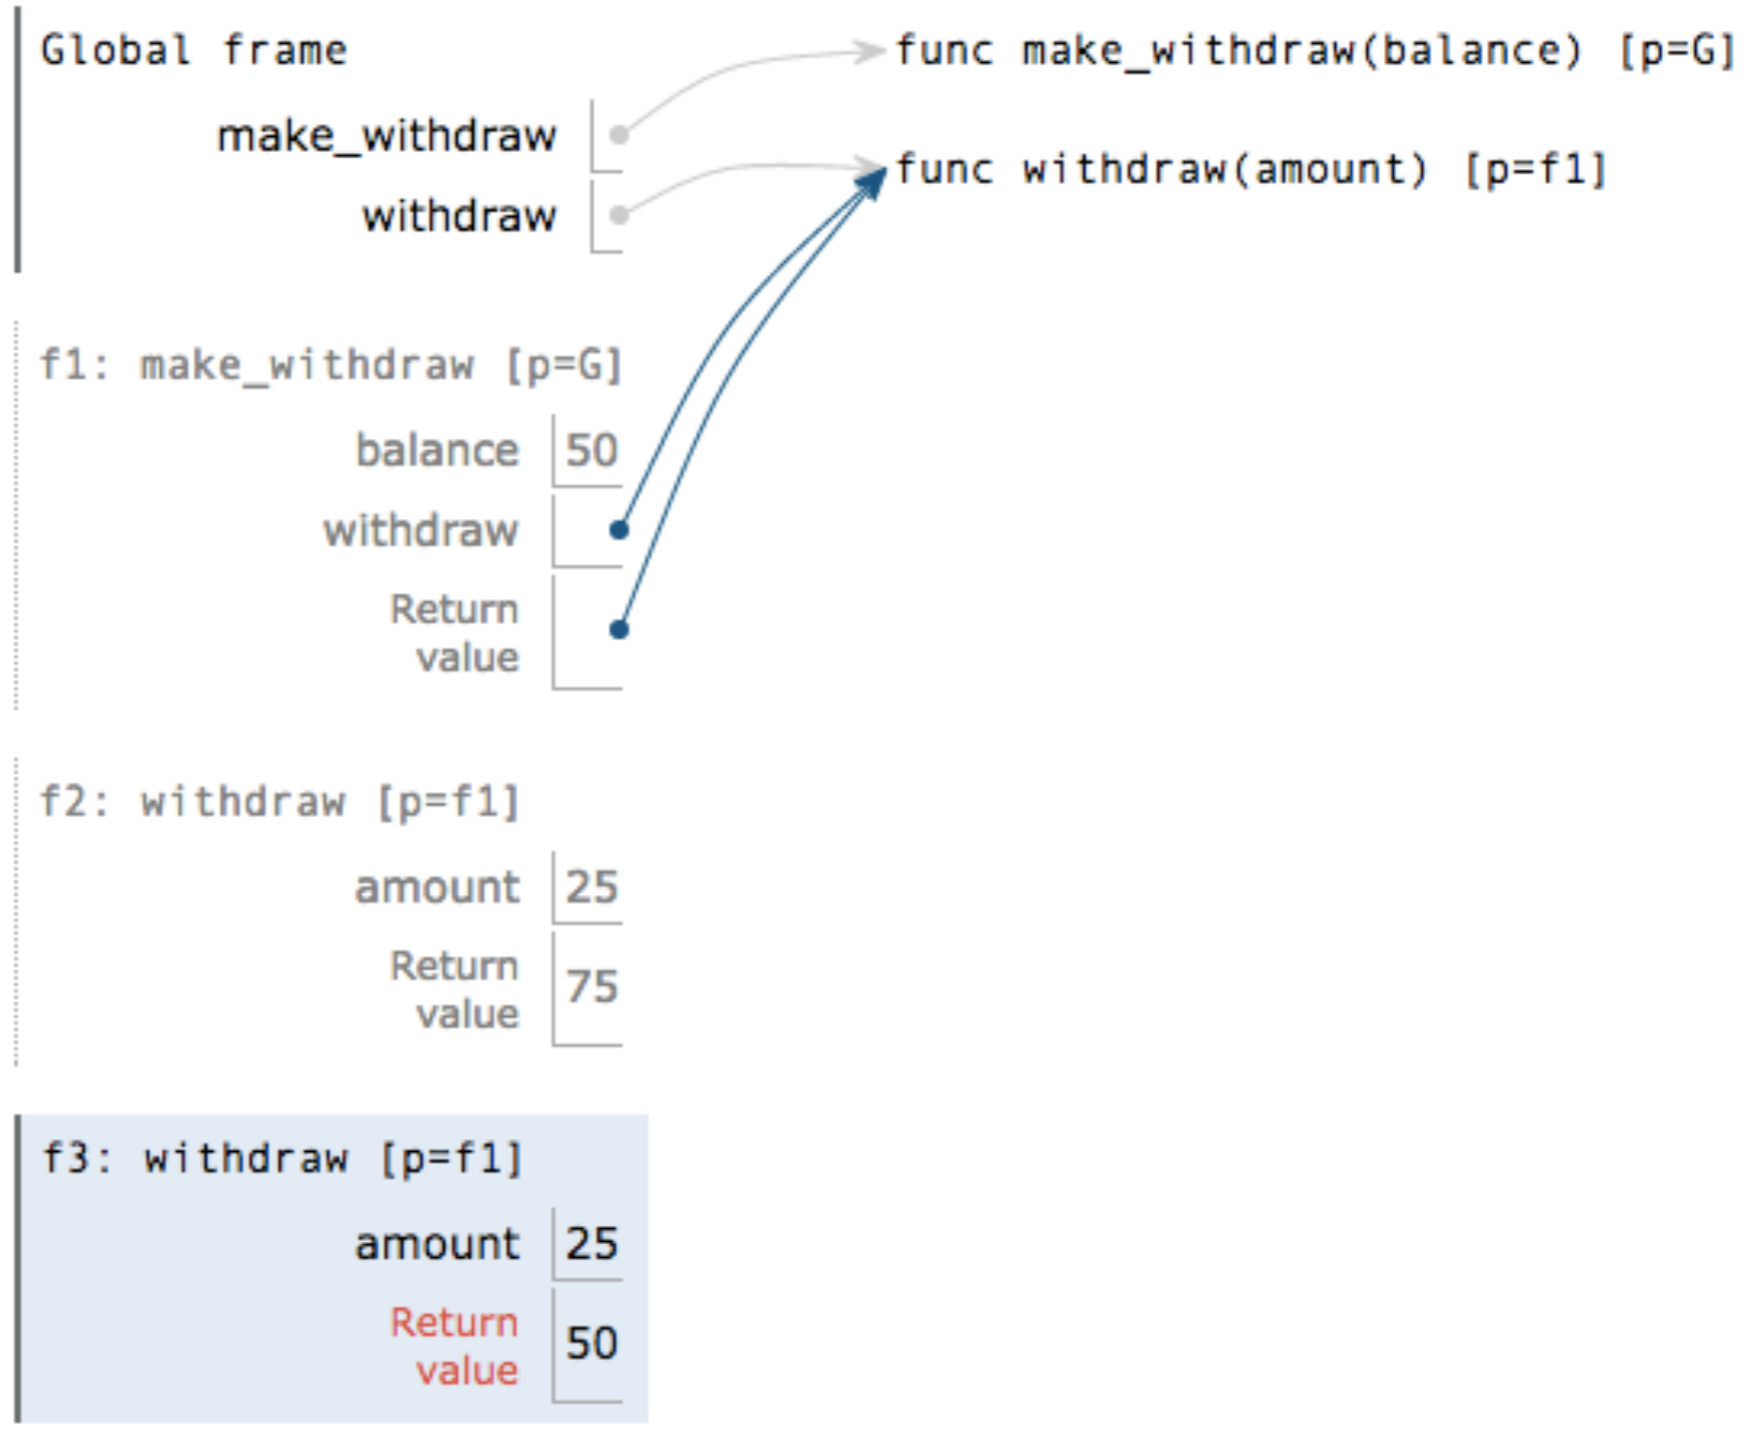 Global frame
func make_withdraw(balance) [p=G]
make_withdraw
func withdraw(amount) [p=f1]
withdraw
f1: make_withdraw [p=G]
balance 50
withdraw
Return
value
f2: withdraw [p=f1]
amount 25
Return
value 75
f3: withdraw [p=f1]
amount 25
Return
value 50